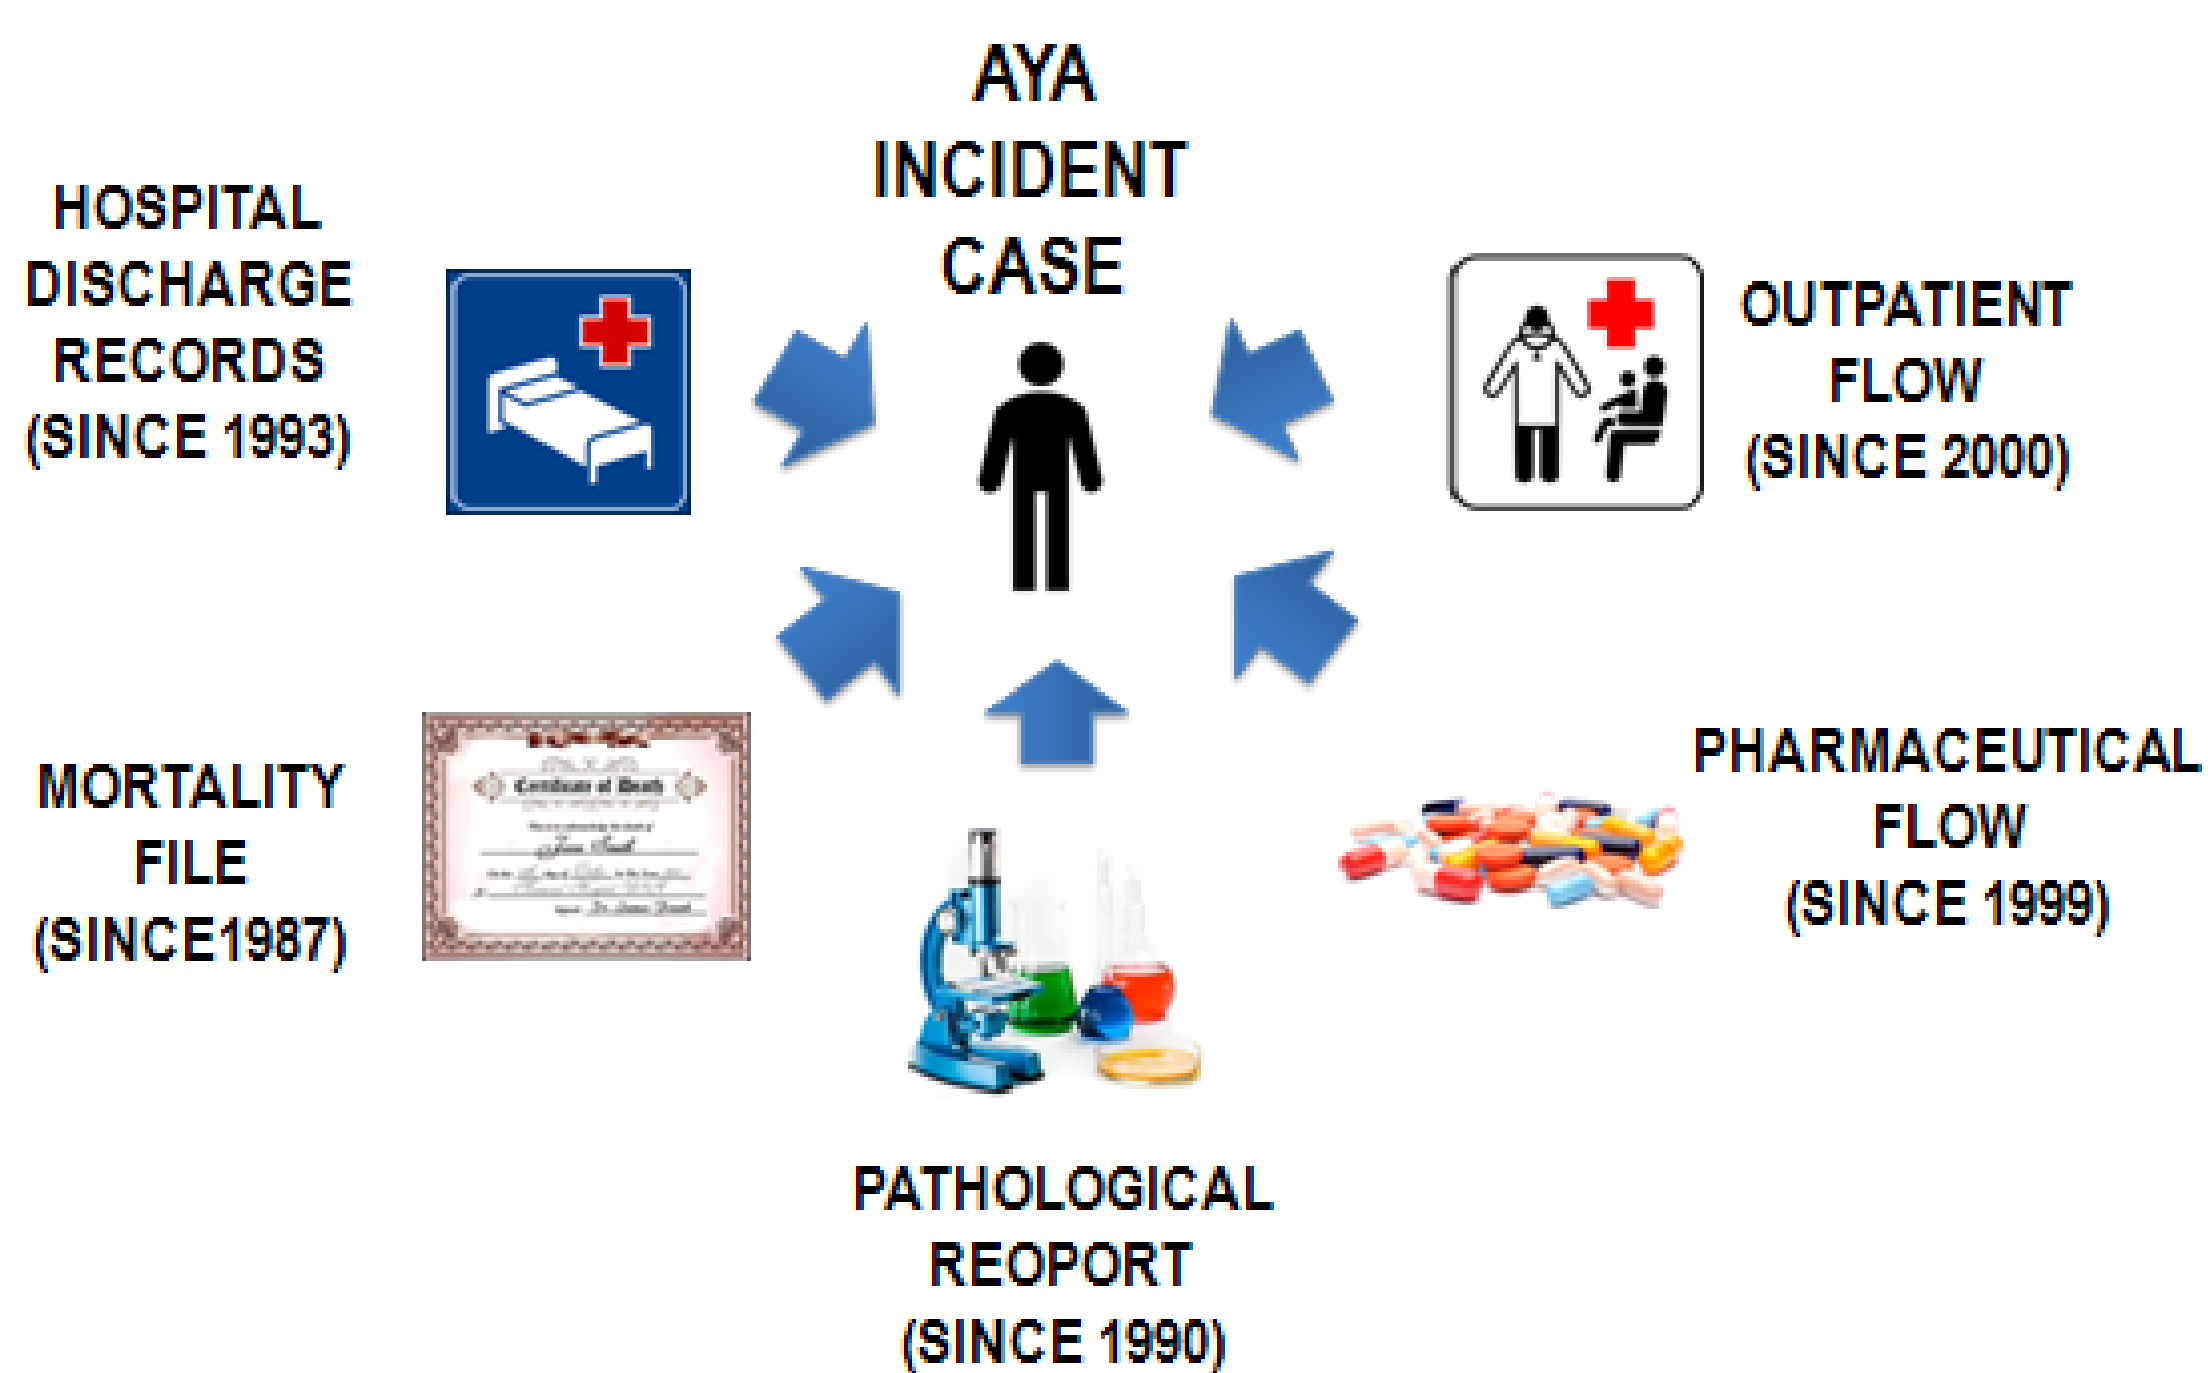 AYA
INCIDENT
CASE
HOSPITAL
DISCHARGE
RECORDS
(SINCE 1993)
OUTPATIENT
FLOW
(SINCE 2000)
MORTALITY
FILE
(SINCE1987)
Certificate of Death
PHARMACEUTICAL
FLOW
(SINCE 1999)
PATHOLOGICAL
REOPORT
(SINCE 1990)